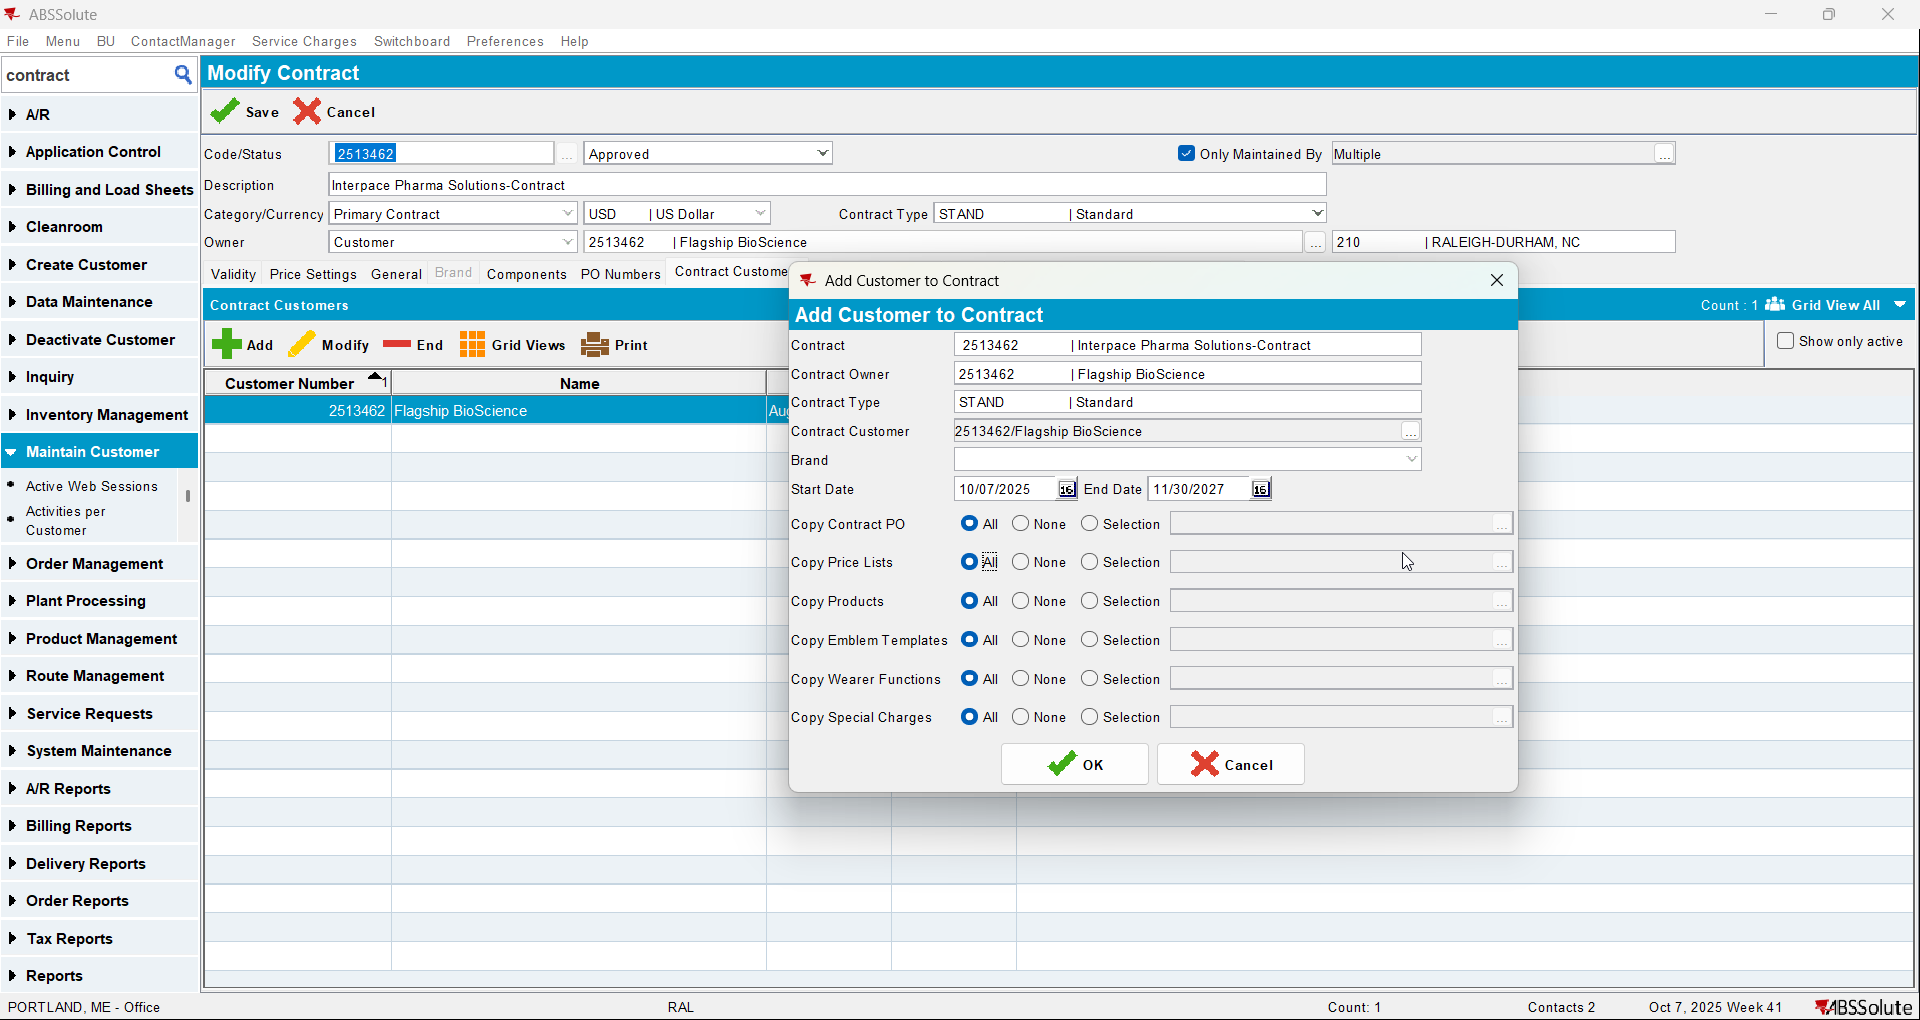 ABSSolute
File Menu BU ContactManager Service Charges Switchboard Preferences Help
contract
Modify Contract
A/R
Application Control
Billing and Load Sheets
Cleanroom
Create Customer
Data Maintenance
Deactivate Customer
Inquiry
Inventory Management
Maintain Customer
Active Web Sessions
Activities per
Customer
Order Management
Plant Processing
Product Management
Route Management
Service Requests
System Maintenance
A/R Reports
Billing Reports
Delivery Reports
Order Reports
Tax Reports
Reports
Save Cancel
Code/Status 2513462 ... Approved Only Maintained By Multiple ...
Description Interpace Pharma Solutions-Contract
Category/Currency Primary Contract USD | US Dollar Contract Type STAND | Standard
Owner Customer 2513462 | Flagship BioScience ... 210 | RALEIGH-DURHAM, NC
Validity Price Settings General Brand Components PO Numbers Contract Custome
Contract Customers Count : 1 Grid View All
Add Modify End Grid Views Print Show only active
Customer Number 1 Name
2513462 Flagship BioScience Aug
Add Customer to Contract
Add Customer to Contract
Contract 2513462 | Interpace Pharma Solutions-Contract
Contract Owner 2513462 | Flagship BioScience
Contract Type STAND | Standard
Contract Customer 2513462/Flagship BioScience ...
Brand
Start Date 10/07/2025 16 End Date 11/30/2027 16
Copy Contract PO All None Selection ...
Copy Price Lists All None Selection ...
Copy Products All None Selection ...
Copy Emblem Templates All None Selection ...
Copy Wearer Functions All None Selection ...
Copy Special Charges All None Selection ...
OK Cancel
PORTLAND, ME - Office RAL Count: 1 Contacts 2 Oct 7, 2025 Week 41 ABSSolute